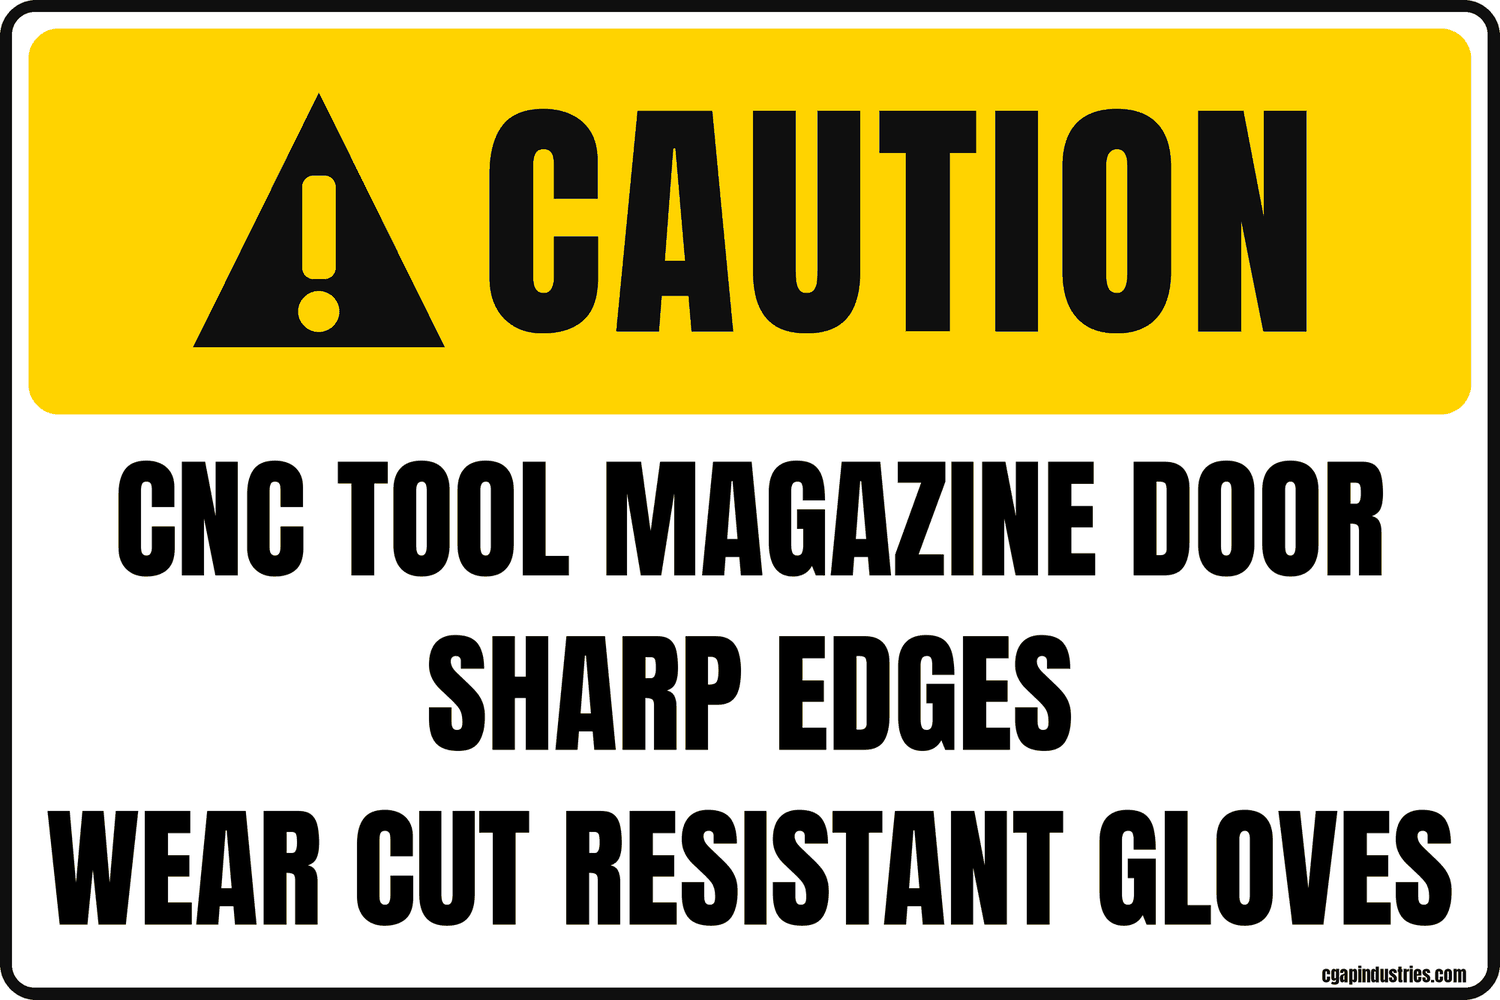 CAUTION
CNC TOOL MAGAZINE DOOR
SHARP EDGES
WEAR CUT RESISTANT GLOVES
cgapindustries.com